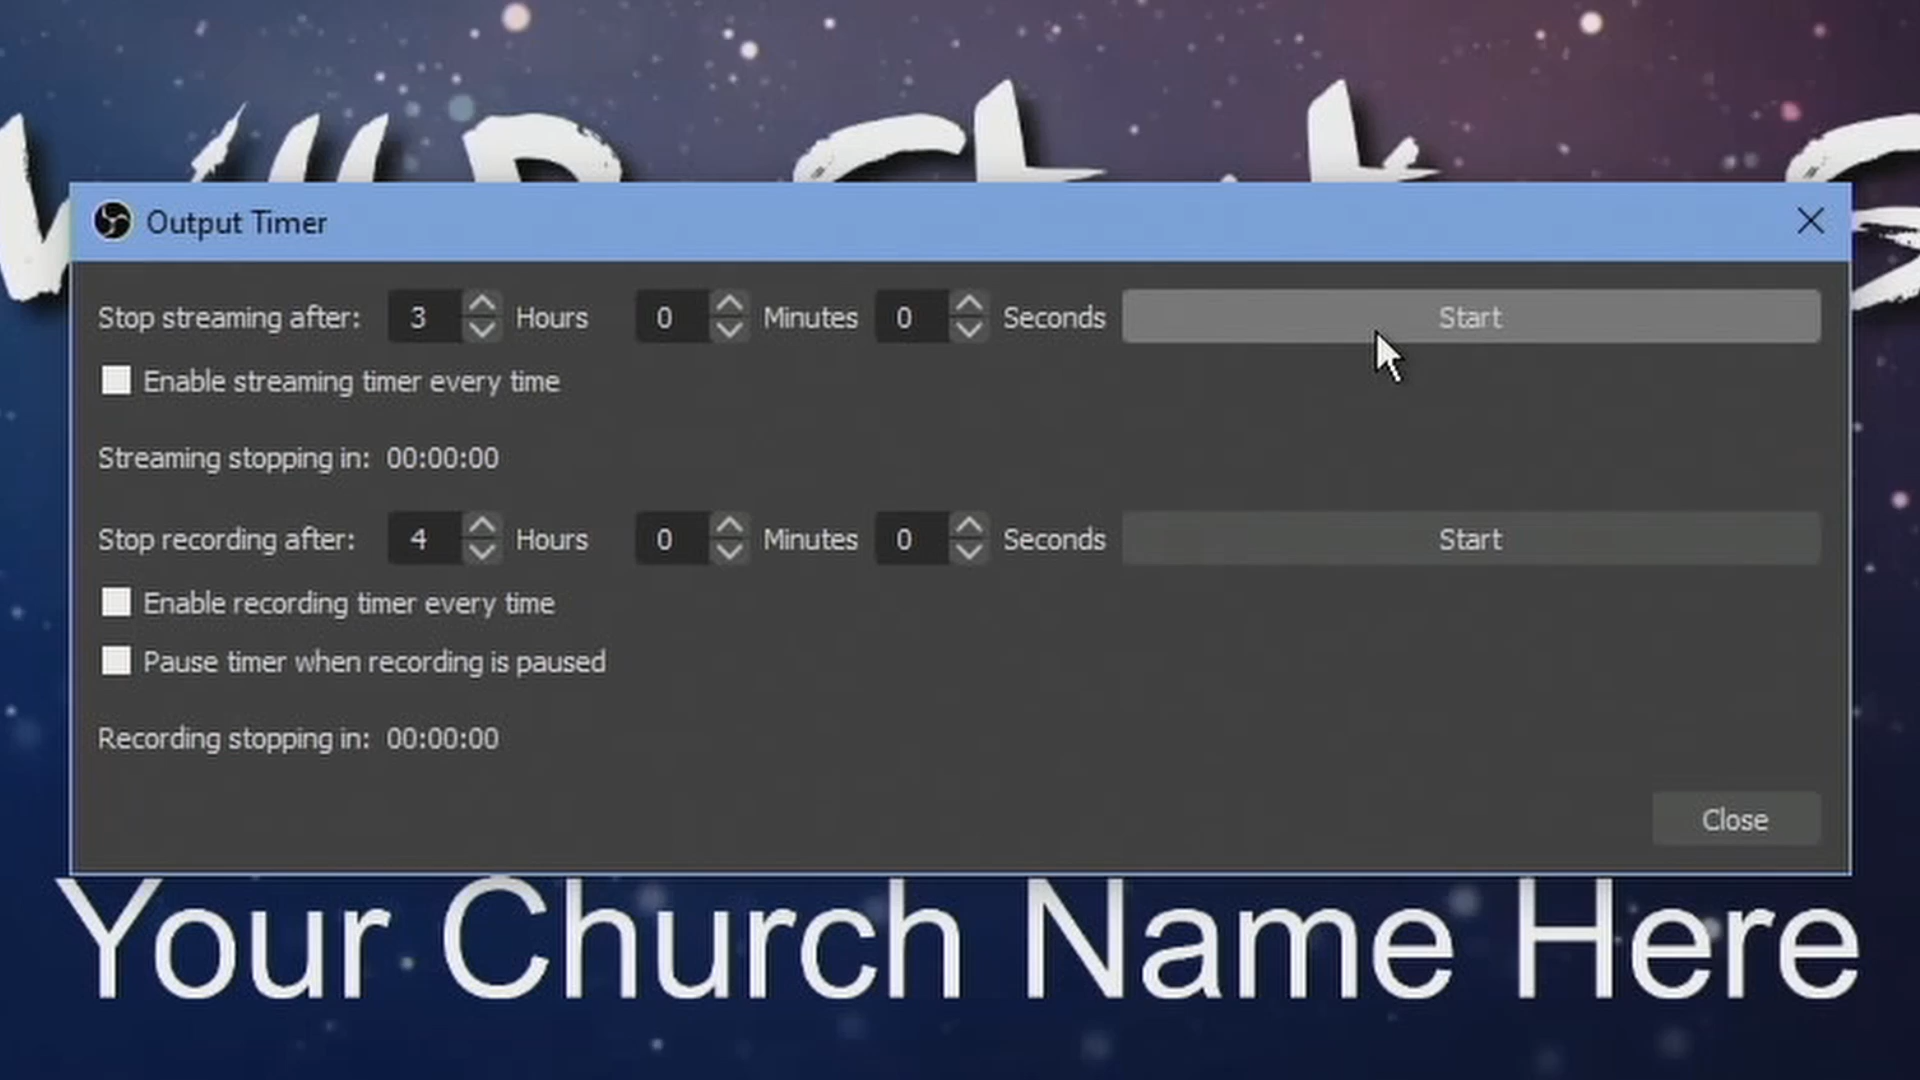 Output Timer
Stop streaming after: 3 Hours 0 Minutes 0 Seconds Start
Enable streaming timer every time
Streaming stopping in: 00:00:00
Stop recording after: 4 Hours 0 Minutes 0 Seconds Start
Enable recording timer every time
Pause timer when recording is paused
Recording stopping in: 00:00:00
Close
Your Church Name Here